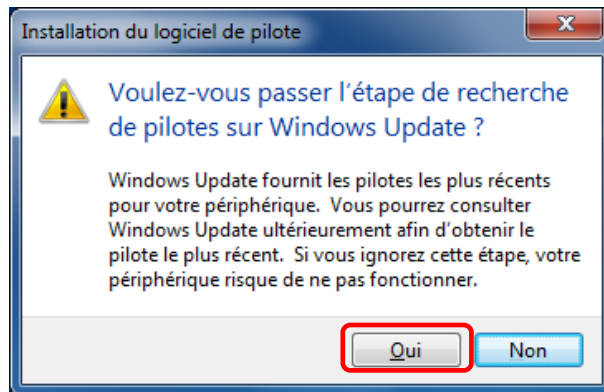 Installation du logiciel de pilote
Voulez-vous passer l'étape de recherche
de pilotes sur Windows Update ?
Windows Update fournit les pilotes les plus récents
pour votre périphérique.  Vous pourrez consulter
Windows Update ultérieurement afin d'obtenir le
pilote le plus récent.  Si vous ignorez cette étape, votre
périphérique risque de ne pas fonctionner.
Oui
Non